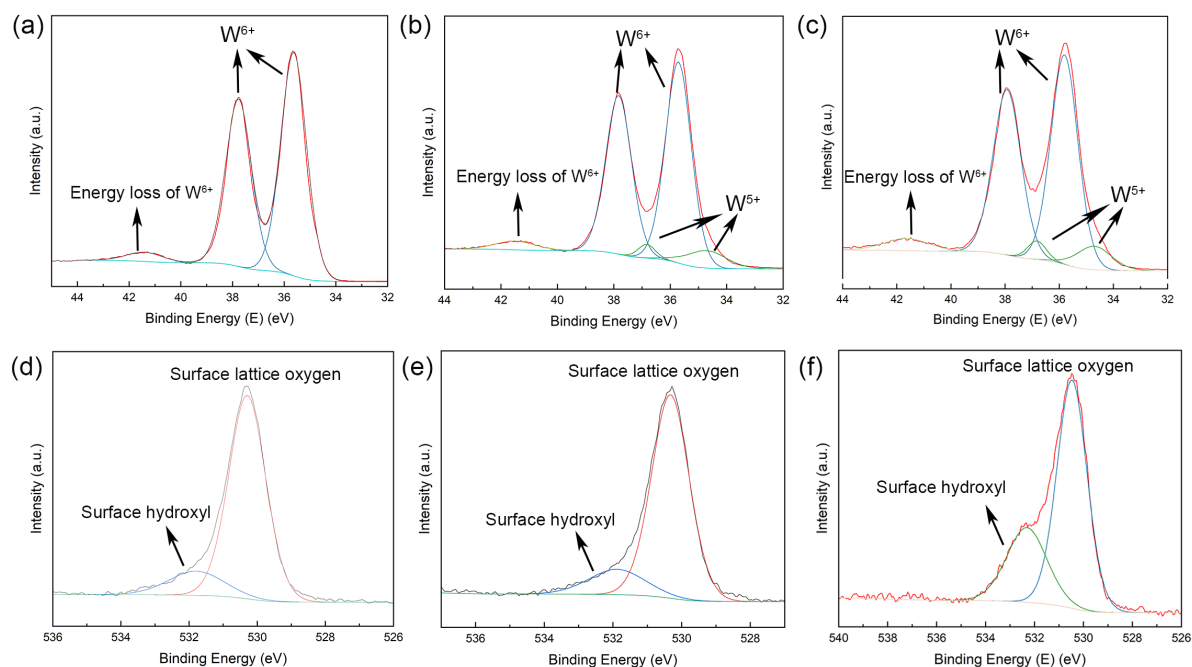 (a)
W⁶⁺
Energy loss of W⁶⁺
Intensity (a.u.)
44 42 40 38 36 34 32
Binding Energy (E) (eV)
(b)
W⁶⁺
Energy loss of W⁶⁺
W⁵⁺
Intensity (a.u.)
44 42 40 38 36 34 32
Binding Energy (eV)
(c)
W⁶⁺
Energy loss of W⁶⁺
W⁵⁺
Intensity (a.u.)
44 42 40 38 36 34 32
Binding Energy (E) (eV)
(d)
Surface lattice oxygen
Surface hydroxyl
Intensity (a.u.)
536 534 532 530 528 526
Binding Energy (eV)
(e)
Surface lattice oxygen
Surface hydroxyl
Intensity (a.u.)
536 534 532 530 528
Binding Energy (eV)
(f)
Surface lattice oxygen
Surface hydroxyl
Intensity (a.u.)
540 538 536 534 532 530 528 526
Binding Energy (eV)